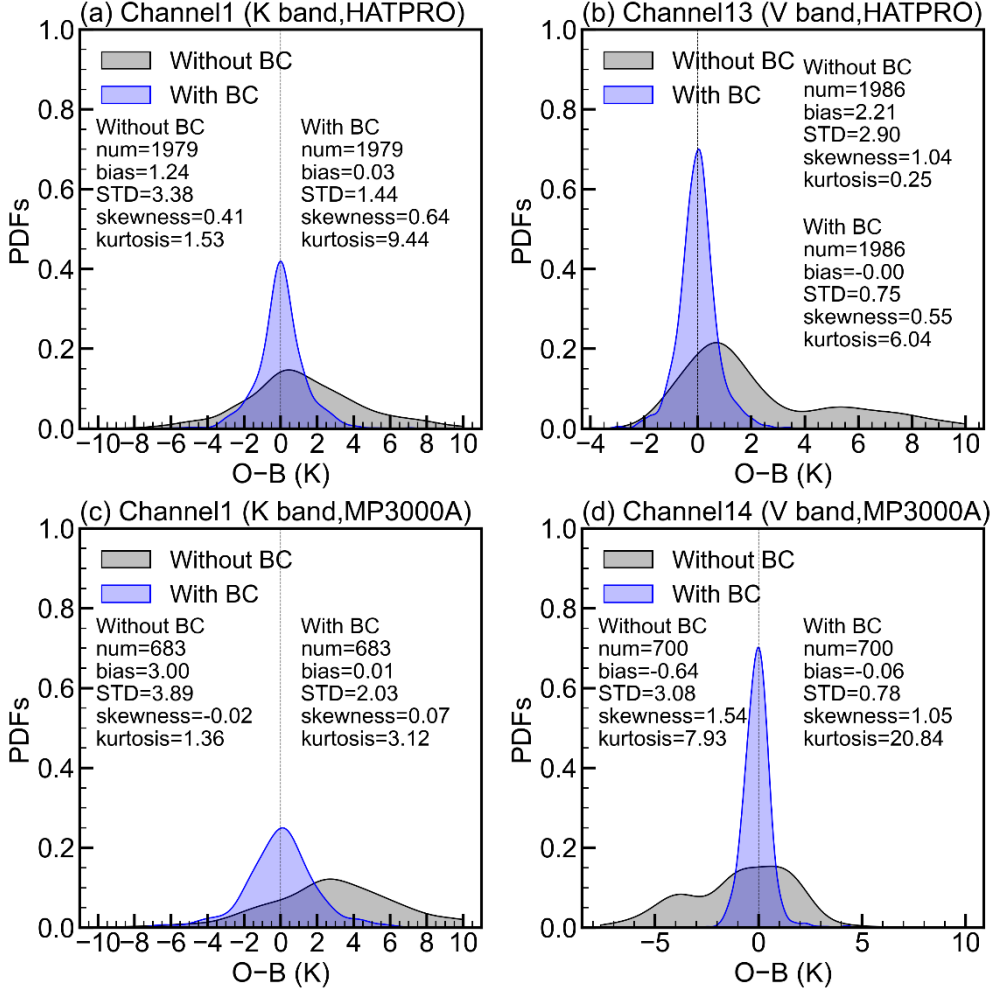 (a) Channel1 (K band,HATPRO)
Without BC
With BC
Without BC
num=1979
bias=1.24
STD=3.38
skewness=0.41
kurtosis=1.53
With BC
num=1979
bias=0.03
STD=1.44
skewness=0.64
kurtosis=9.44
PDFs
1.0
0.8
0.6
0.4
0.2
0.0
−10 −8 −6 −4 −2 0 2 4 6 8 10
O−B (K)
(b) Channel13 (V band,HATPRO)
Without BC
With BC
Without BC
num=1986
bias=2.21
STD=2.90
skewness=1.04
kurtosis=0.25
With BC
num=1986
bias=-0.00
STD=0.75
skewness=0.55
kurtosis=6.04
PDFs
1.0
0.8
0.6
0.4
0.2
0.0
−4 −2 0 2 4 6 8 10
O−B (K)
(c) Channel1 (K band,MP3000A)
Without BC
With BC
Without BC
num=683
bias=3.00
STD=3.89
skewness=-0.02
kurtosis=1.36
With BC
num=683
bias=0.01
STD=2.03
skewness=0.07
kurtosis=3.12
PDFs
1.0
0.8
0.6
0.4
0.2
0.0
−10 −8 −6 −4 −2 0 2 4 6 8 10
O−B (K)
(d) Channel14 (V band,MP3000A)
Without BC
With BC
Without BC
num=700
bias=-0.64
STD=3.08
skewness=1.54
kurtosis=7.93
With BC
num=700
bias=-0.06
STD=0.78
skewness=1.05
kurtosis=20.84
PDFs
1.0
0.8
0.6
0.4
0.2
0.0
−5 0 5 10
O−B (K)